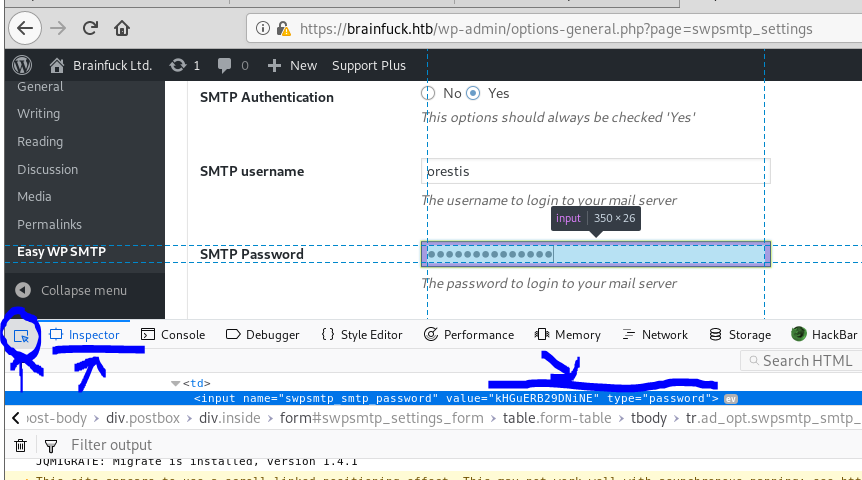 https://brainfuck.htb/wp-admin/options-general.php?page=swpsmtp_settings
Brainfuck Ltd. 1 0 New Support Plus
General
Writing
Reading
Discussion
Media
Permalinks
Easy WP SMTP
Collapse menu
SMTP Authentication No Yes
This options should always be checked 'Yes'
SMTP username orestis
The username to login to your mail server
input 350 × 26
SMTP Password ••••••••••••••
The password to login to your mail server
Inspector Console Debugger {} Style Editor Performance Memory Network Storage HackBar
Search HTML
<td>
<input name="swpsmtp_smtp_password" value="kHGuERB29DNiNE" type="password"> ev
post-body > div.postbox > div.inside > form#swpsmtp_settings_form > table.form-table > tbody > tr.ad_opt.swpsmtp_smtp_
Filter output
JQMIGRATE: Migrate is installed, version 1.4.1